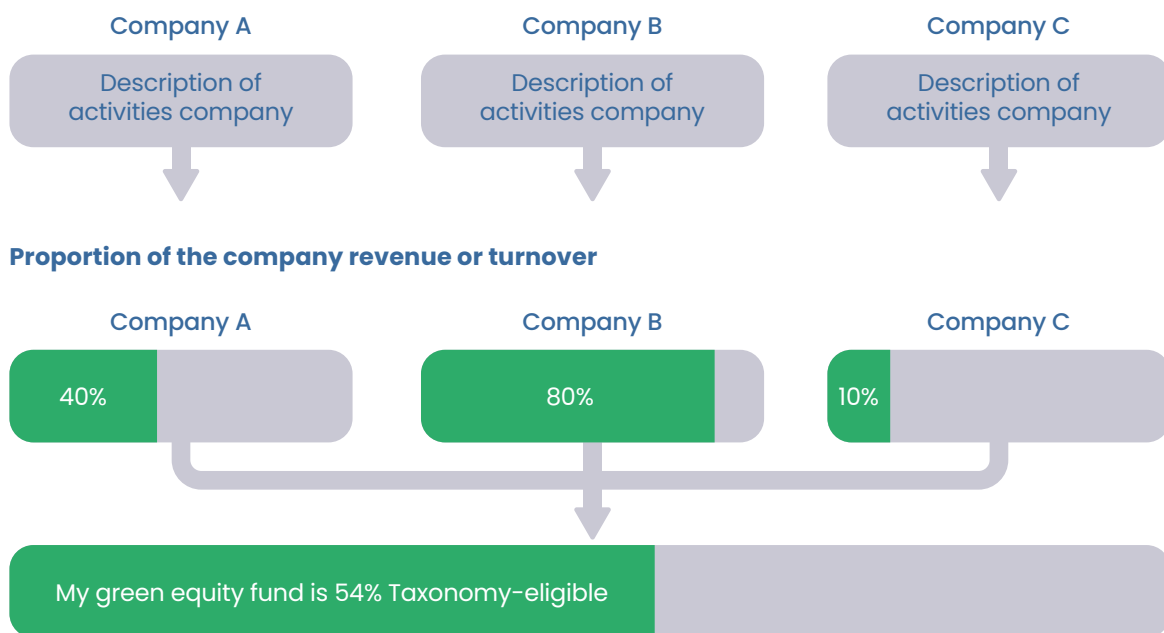 Company A
Company B
Company C
Description of
activities company
Description of
activities company
Description of
activities company
Proportion of the company revenue or turnover
Company A
Company B
Company C
40%
80%
10%
My green equity fund is 54% Taxonomy-eligible